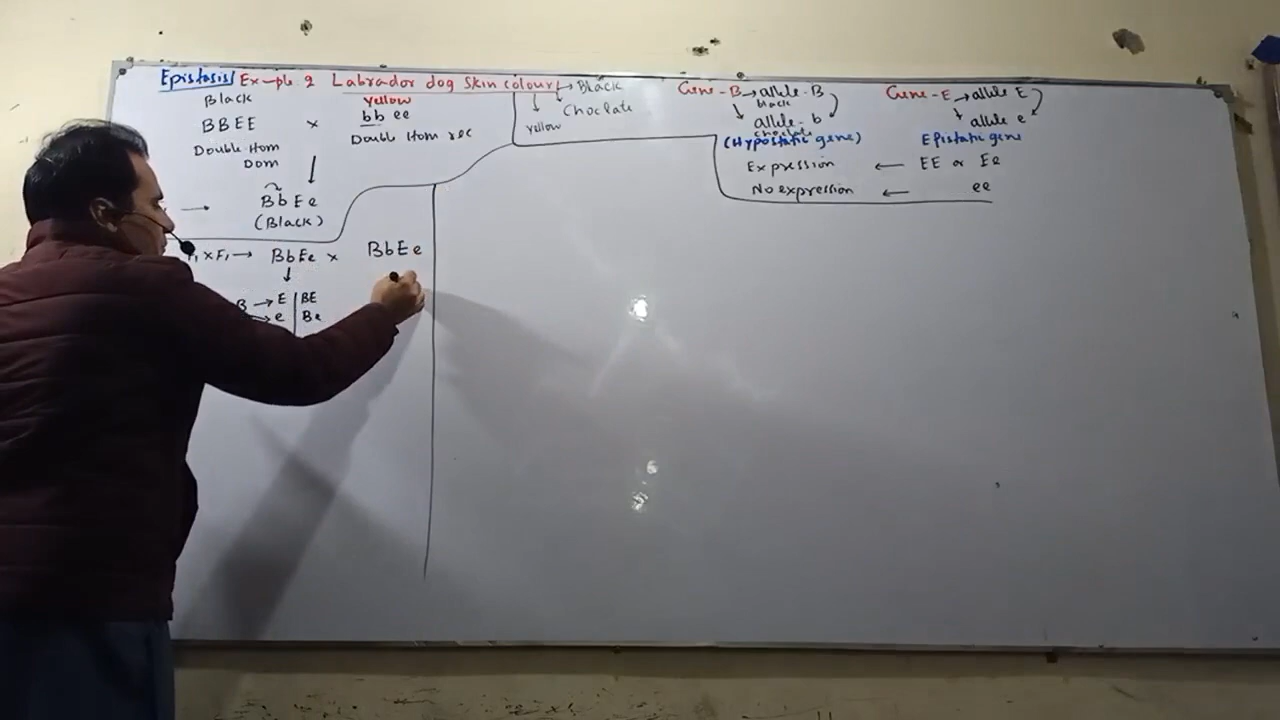 Epistasis/ Example 2 Labrador dog skin colour → Black
Choclate
yellow
Black
Yellow
BBEE × bb ee
Double Hom Dom
Double Hom rec
→ BbEe
(Black)
F₁ × F₁ → BbEe × BbEe
B → E | BE
→ e | Be
Gene-B → allele-B
black
allele-b
choclate
(Hypostatic gene)
Gene-E → allele E
allele e
Epistatic gene
Expression ← EE or Ee
No expression ← ee